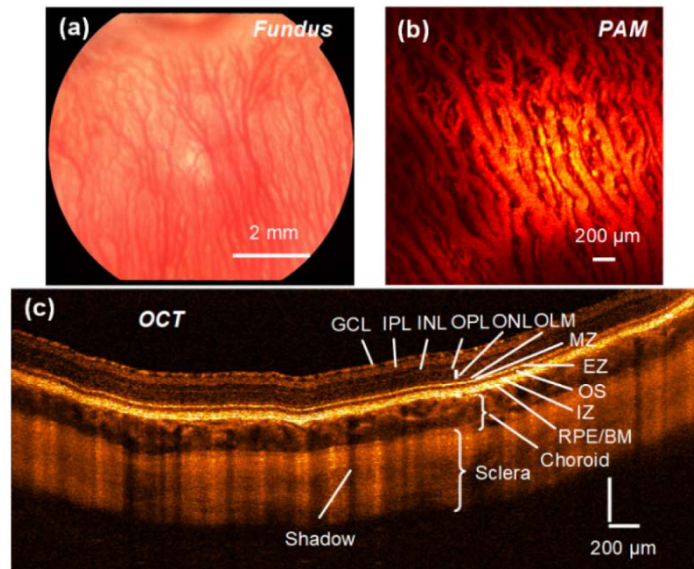 (a) Fundus
2 mm
(b) PAM
200 µm
(c) OCT
GCL IPL INL OPL ONL OLM
MZ
EZ
OS
IZ
RPE/BM
Choroid
Sclera
Shadow
200 µm